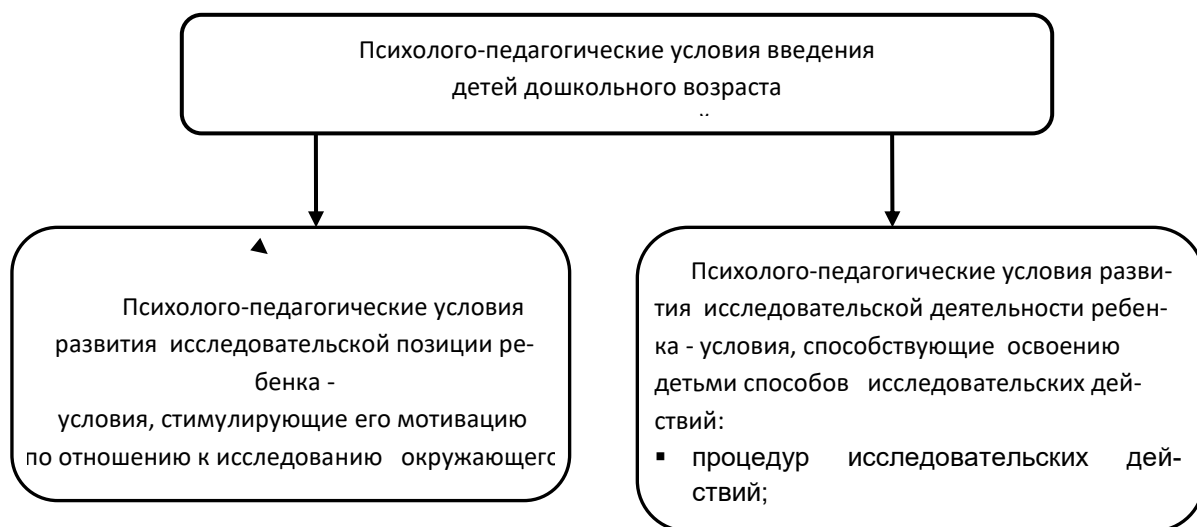 Психолого-педагогические условия введения
детей дошкольного возраста
Психолого-педагогические условия
развития исследовательской позиции ре-
бенка -
условия, стимулирующие его мотивацию
по отношению к исследованию окружающего
Психолого-педагогические условия разви-
тия исследовательской деятельности ребен-
ка - условия, способствующие освоению
детьми способов исследовательских дей-
ствий:
▪ процедур исследовательских дей-
ствий;